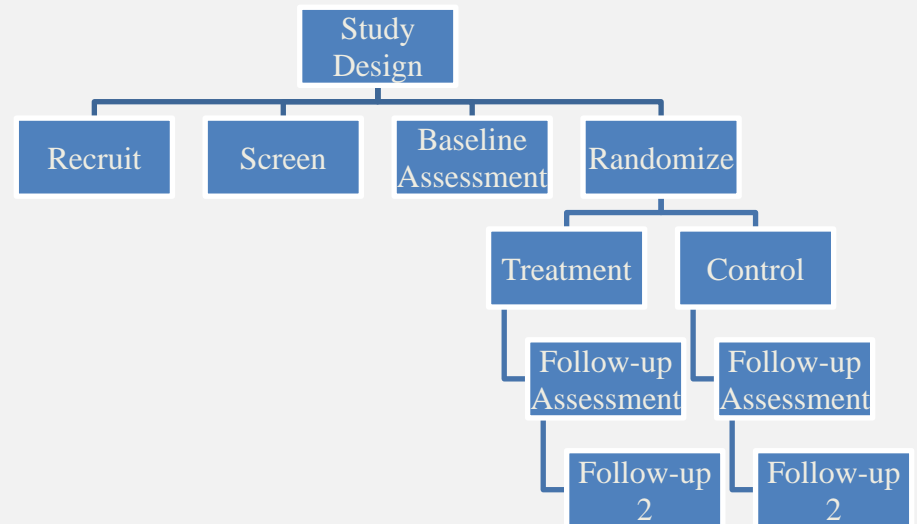 Study
Design
Recruit
Screen
Baseline
Assessment
Randomize
Treatment
Control
Follow-up
Assessment
Follow-up
Assessment
Follow-up
2
Follow-up
2